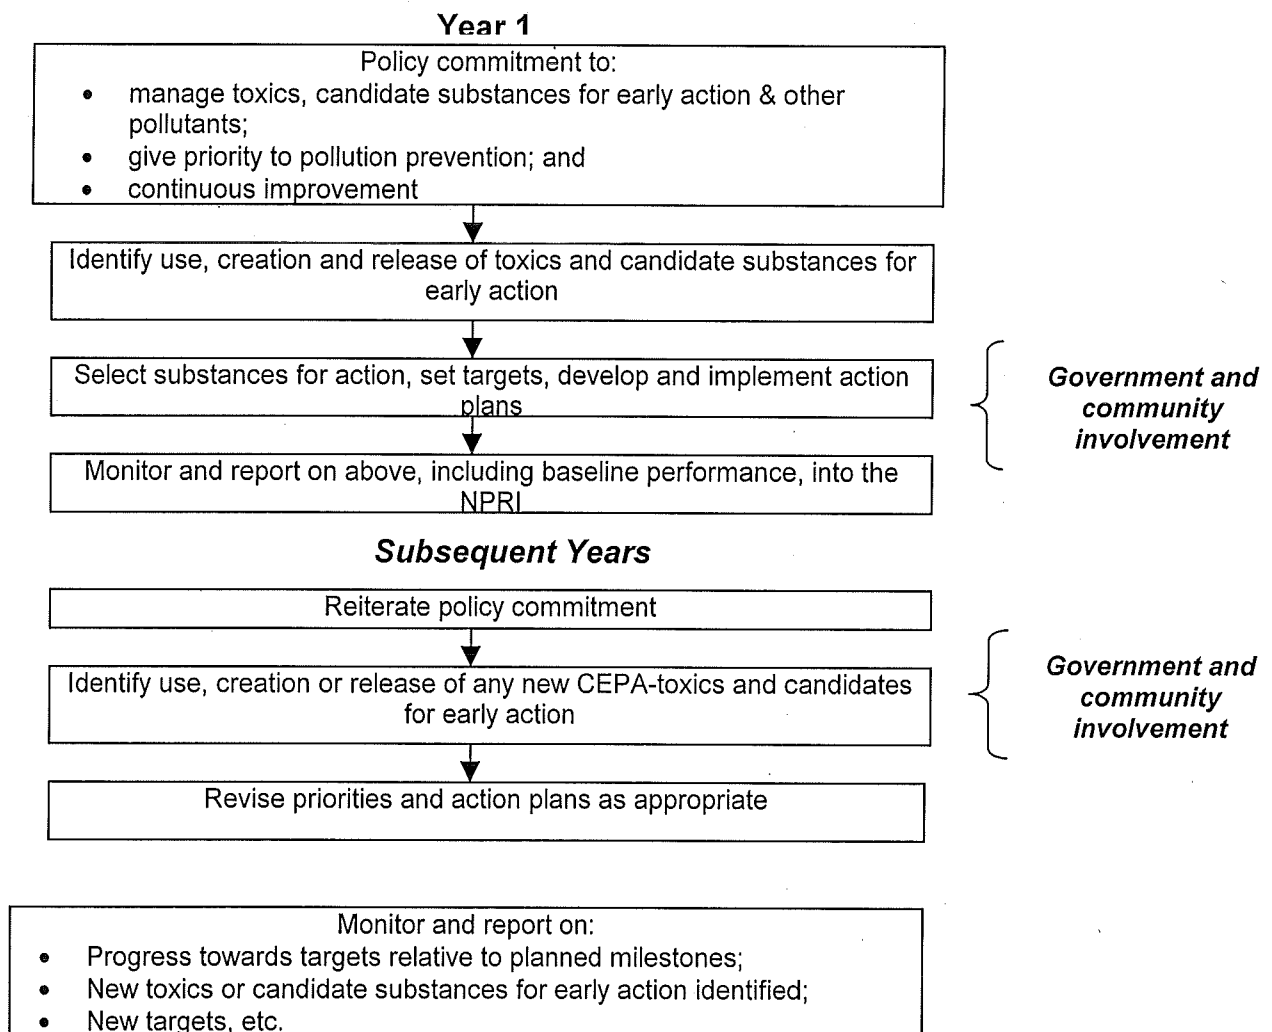 Year 1
Policy commitment to:
• manage toxics, candidate substances for early action & other
pollutants;
• give priority to pollution prevention; and
• continuous improvement
Identify use, creation and release of toxics and candidate substances for
early action
Select substances for action, set targets, develop and implement action
plans
Government and
community
involvement
Monitor and report on above, including baseline performance, into the
NPRI
Subsequent Years
Reiterate policy commitment
Identify use, creation or release of any new CEPA-toxics and candidates
for early action
Government and
community
involvement
Revise priorities and action plans as appropriate
Monitor and report on:
• Progress towards targets relative to planned milestones;
• New toxics or candidate substances for early action identified;
• New targets, etc.